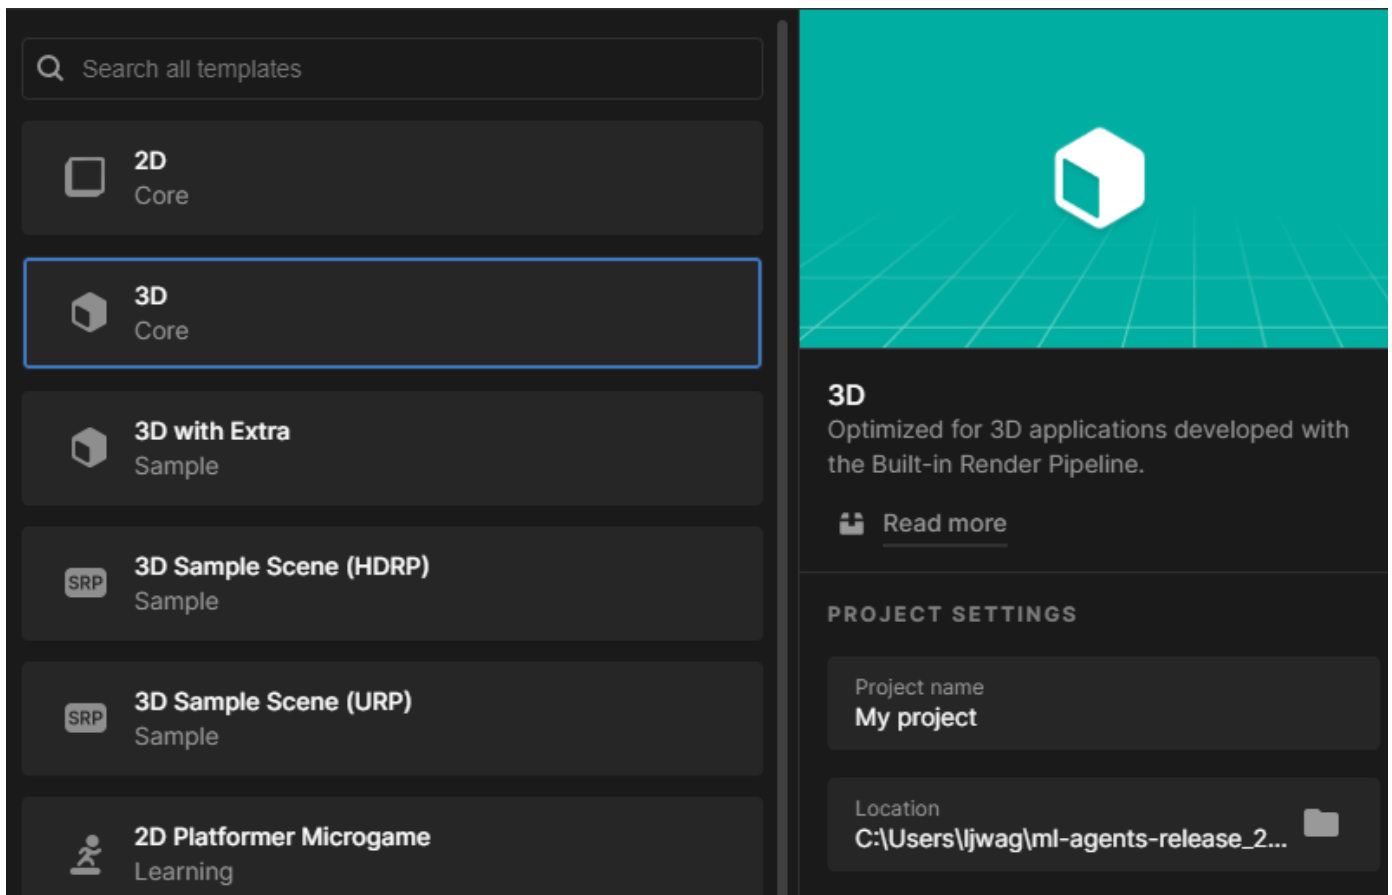 Search all templates
2D
Core
3D
Core
3D with Extra
Sample
SRP
3D Sample Scene (HDRP)
Sample
SRP
3D Sample Scene (URP)
Sample
2D Platformer Microgame
Learning
3D
Optimized for 3D applications developed with
the Built-in Render Pipeline.
Read more
PROJECT SETTINGS
Project name
My project
Location
C:\Users\ljwag\ml-agents-release_2...